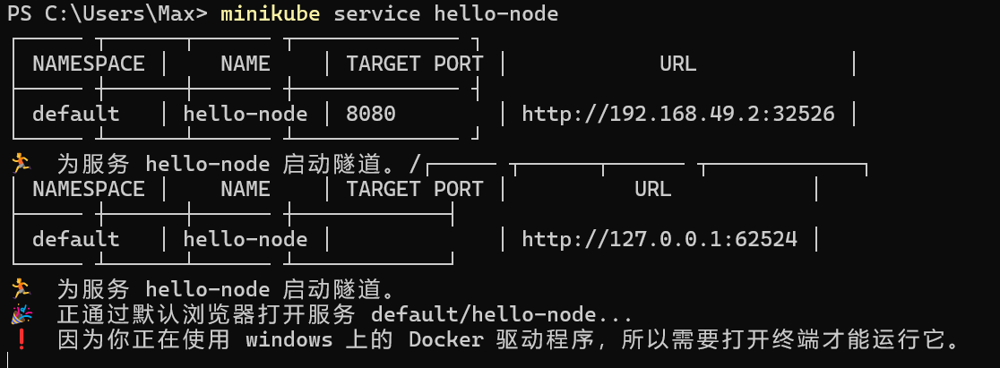 PS C:\Users\Max> minikube service hello-node
NAMESPACE | NAME | TARGET PORT | URL
default | hello-node | 8080 | http://192.168.49.2:32526
🏃 为服务 hello-node 启动隧道。/
NAMESPACE | NAME | TARGET PORT | URL
default | hello-node | | http://127.0.0.1:62524
🏃 为服务 hello-node 启动隧道。
🎉 正通过默认浏览器打开服务 default/hello-node...
❗ 因为你正在使用 windows 上的 Docker 驱动程序，所以需要打开终端才能运行它。